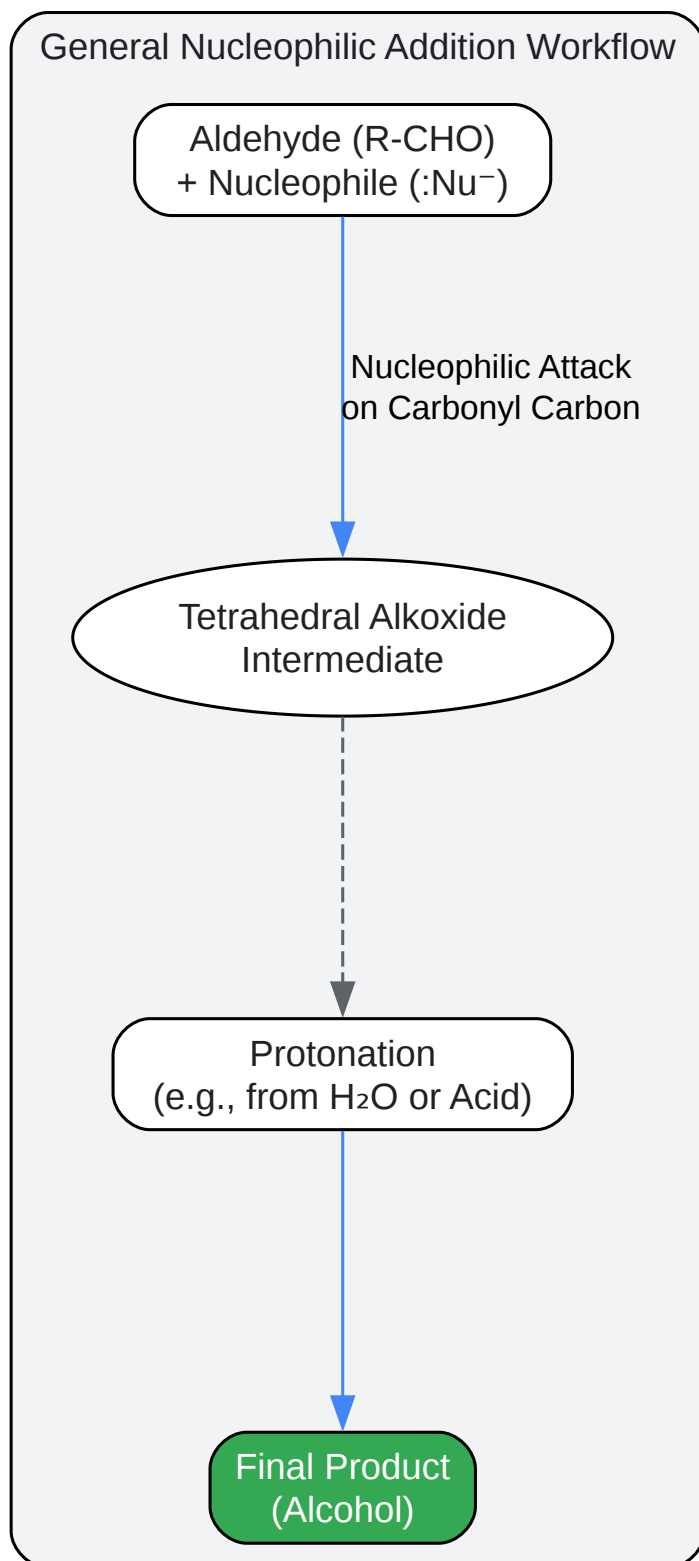 General Nucleophilic Addition Workflow
Aldehyde (R-CHO)
+ Nucleophile (:Nu⁻)
Nucleophilic Attack
on Carbonyl Carbon
Tetrahedral Alkoxide
Intermediate
Protonation
(e.g., from H₂O or Acid)
Final Product
(Alcohol)